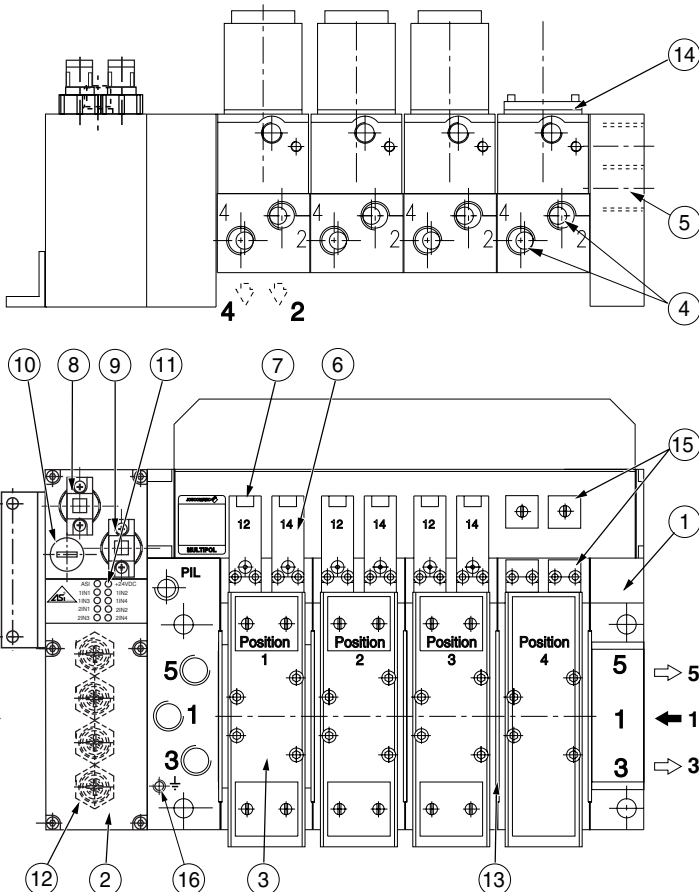 14
4 2 4 2 4 2 4 2
5
4
4 2
10 8 9 11 7 6
15
1
12 14 12 14 12 14
MULTIPOL
PIL
ASI +24VDC
1IN1 1IN2
1IN3 1IN4
2IN1 2IN2
2IN3 2IN4
ASi
Position 1
Position 2
Position 3
Position 4
5 5 5
1 1 1
3 3 3
12 2 16 3 13